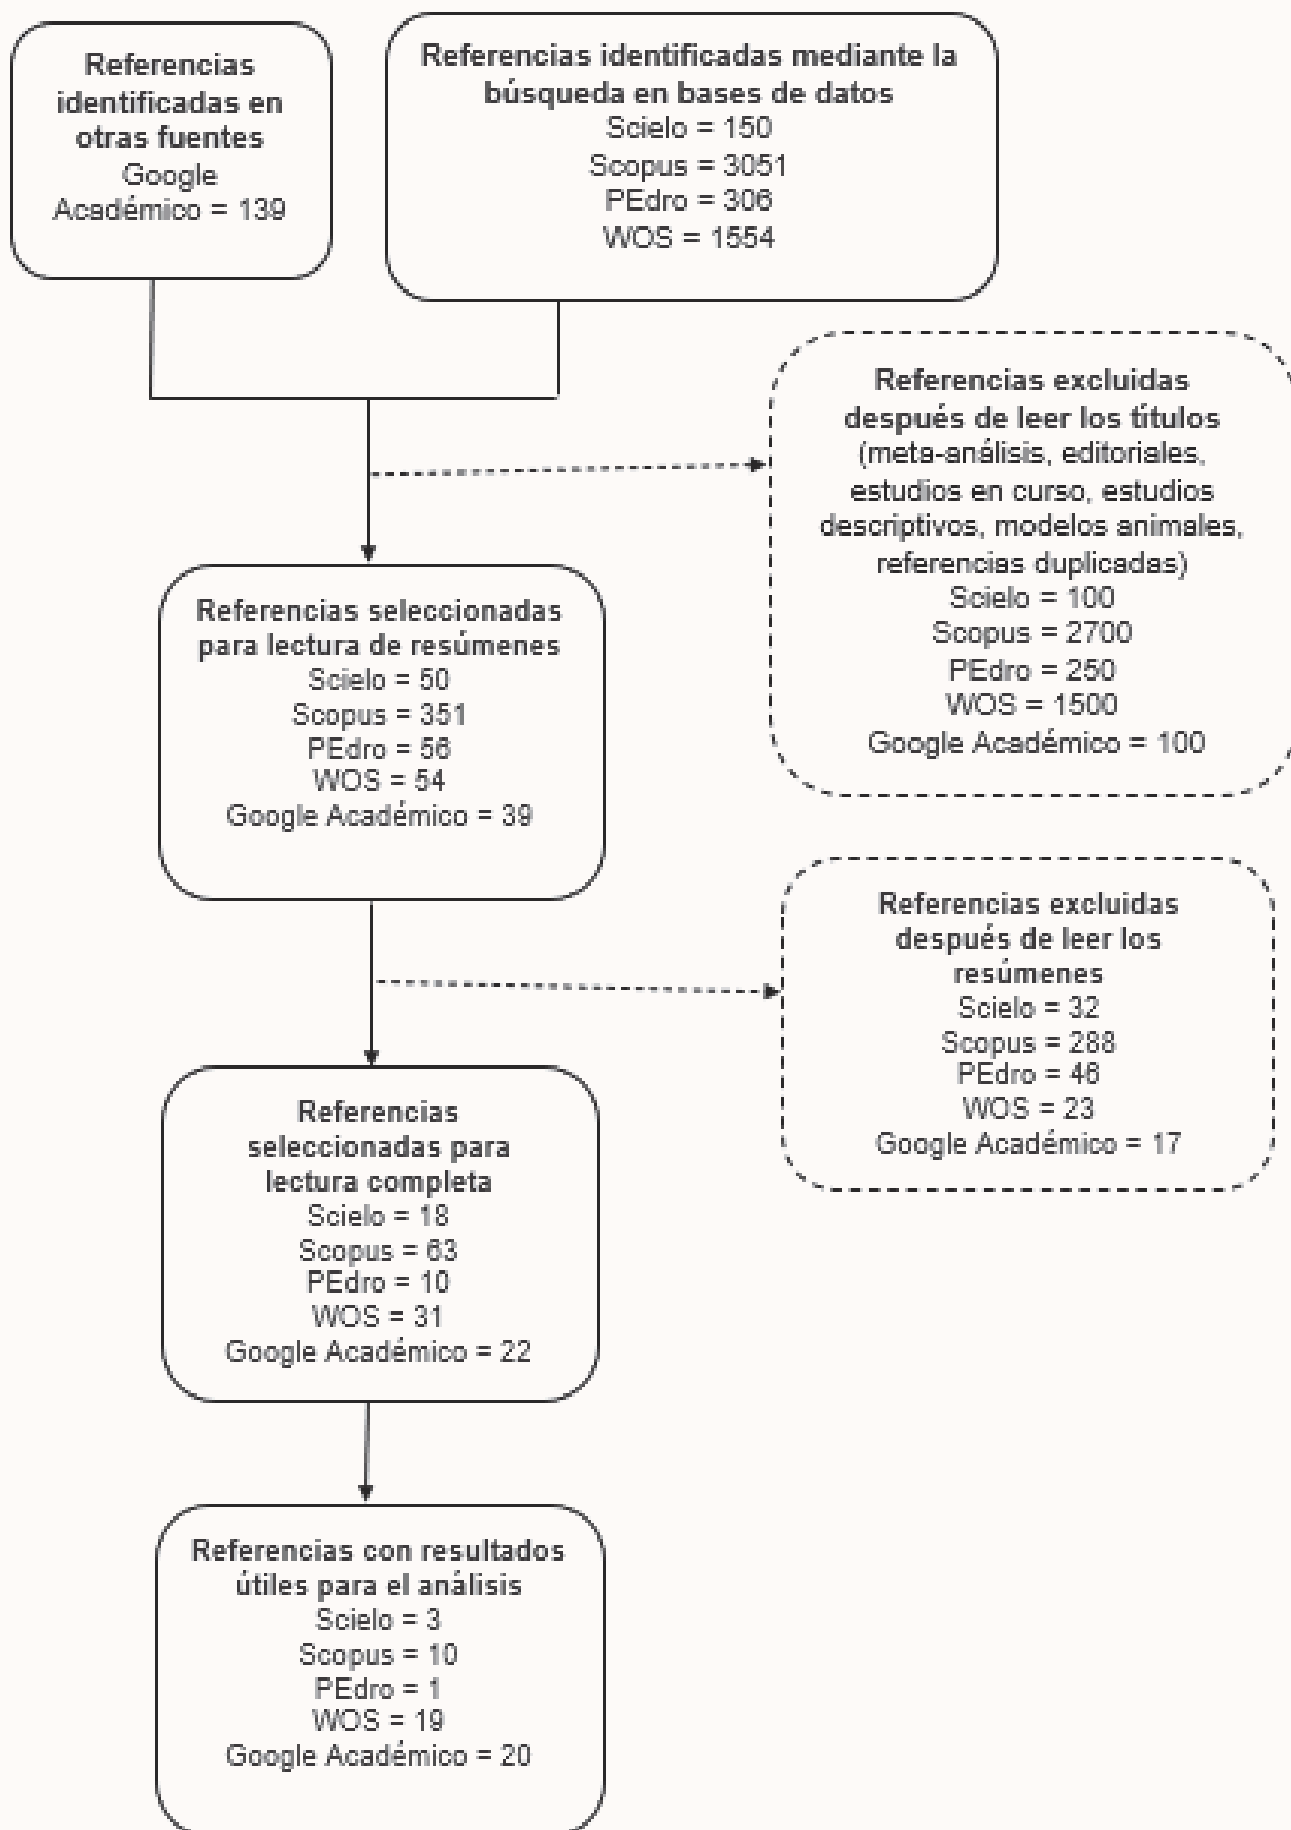 Referencias
identificadas en
otras fuentes
Google
Académico = 139
Referencias identificadas mediante la
búsqueda en bases de datos
Scielo = 150
Scopus = 3051
PEdro = 306
WOS = 1554
Referencias excluidas
después de leer los títulos
(meta-análisis, editoriales,
estudios en curso, estudios
descriptivos, modelos animales,
referencias duplicadas)
Scielo = 100
Scopus = 2700
PEdro = 250
WOS = 1500
Google Académico = 100
Referencias seleccionadas
para lectura de resúmenes
Scielo = 50
Scopus = 351
PEdro = 56
WOS = 54
Google Académico = 39
Referencias excluidas
después de leer los
resúmenes
Scielo = 32
Scopus = 288
PEdro = 46
WOS = 23
Google Académico = 17
Referencias
seleccionadas para
lectura completa
Scielo = 18
Scopus = 63
PEdro = 10
WOS = 31
Google Académico = 22
Referencias con resultados
útiles para el análisis
Scielo = 3
Scopus = 10
PEdro = 1
WOS = 19
Google Académico = 20